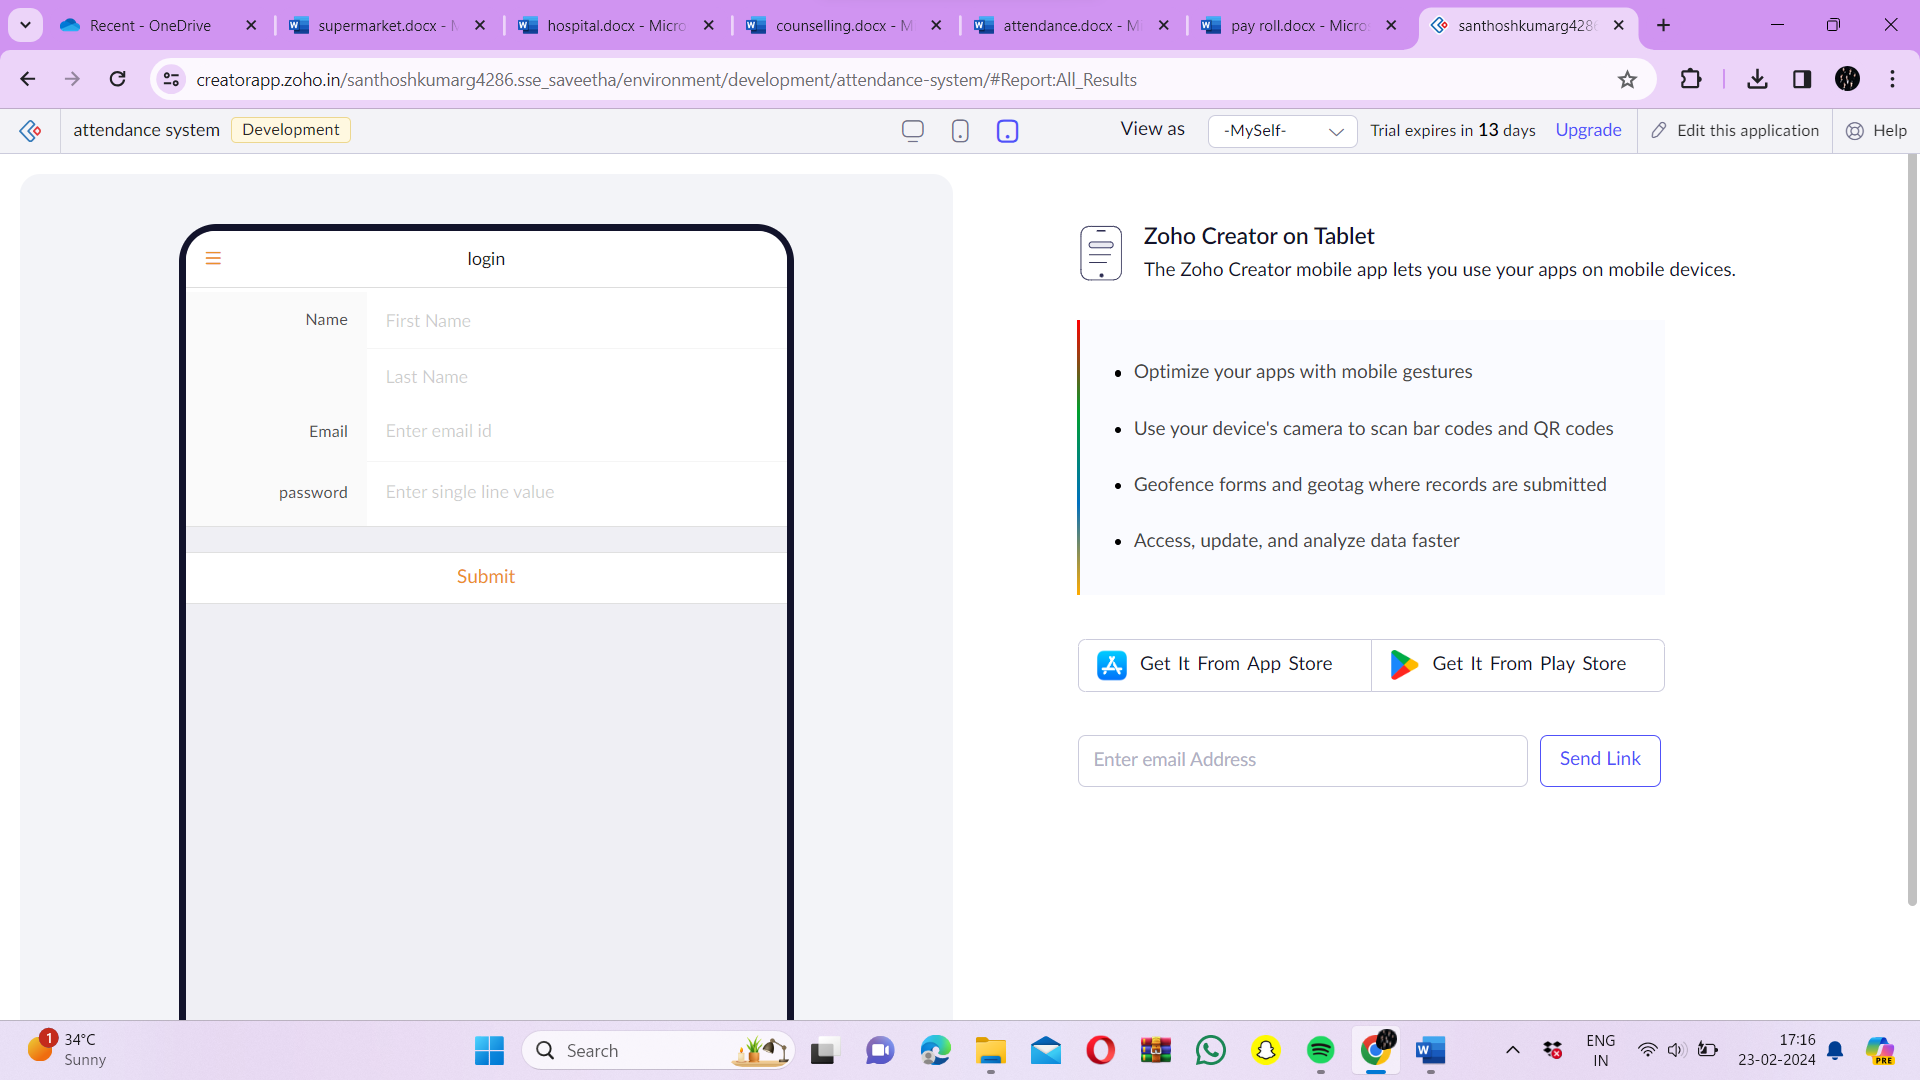 Recent - OneDrive
supermarket.docx - M
hospital.docx - Micro
counselling.docx - M
attendance.docx - Mi
pay roll.docx - Micros
santhoshkumarg4286
creatorapp.zoho.in/santhoshkumarg4286.sse_saveetha/environment/development/attendance-system/#Report:All_Results
attendance system
Development
View as
-MySelf-
Trial expires in 13 days
Upgrade
Edit this application
Help
login
Name
First Name
Last Name
Email
Enter email id
password
Enter single line value
Submit
Zoho Creator on Tablet
The Zoho Creator mobile app lets you use your apps on mobile devices.
Optimize your apps with mobile gestures
Use your device's camera to scan bar codes and QR codes
Geofence forms and geotag where records are submitted
Access, update, and analyze data faster
Get It From App Store
Get It From Play Store
Enter email Address
Send Link
1
34°C
Sunny
Search
ENG
IN
17:16
23-02-2024
PRE